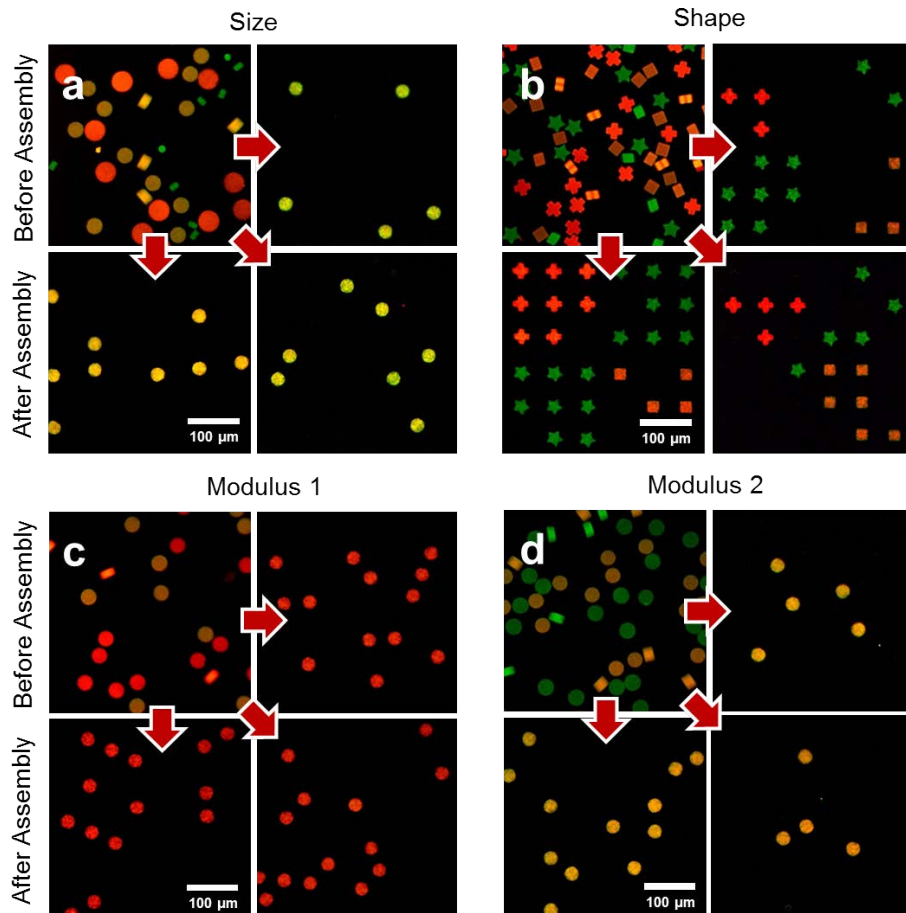 Size
Shape
Before Assembly
a
b
After Assembly
100 µm
100 µm
Modulus 1
Modulus 2
Before Assembly
c
d
After Assembly
100 µm
100 µm